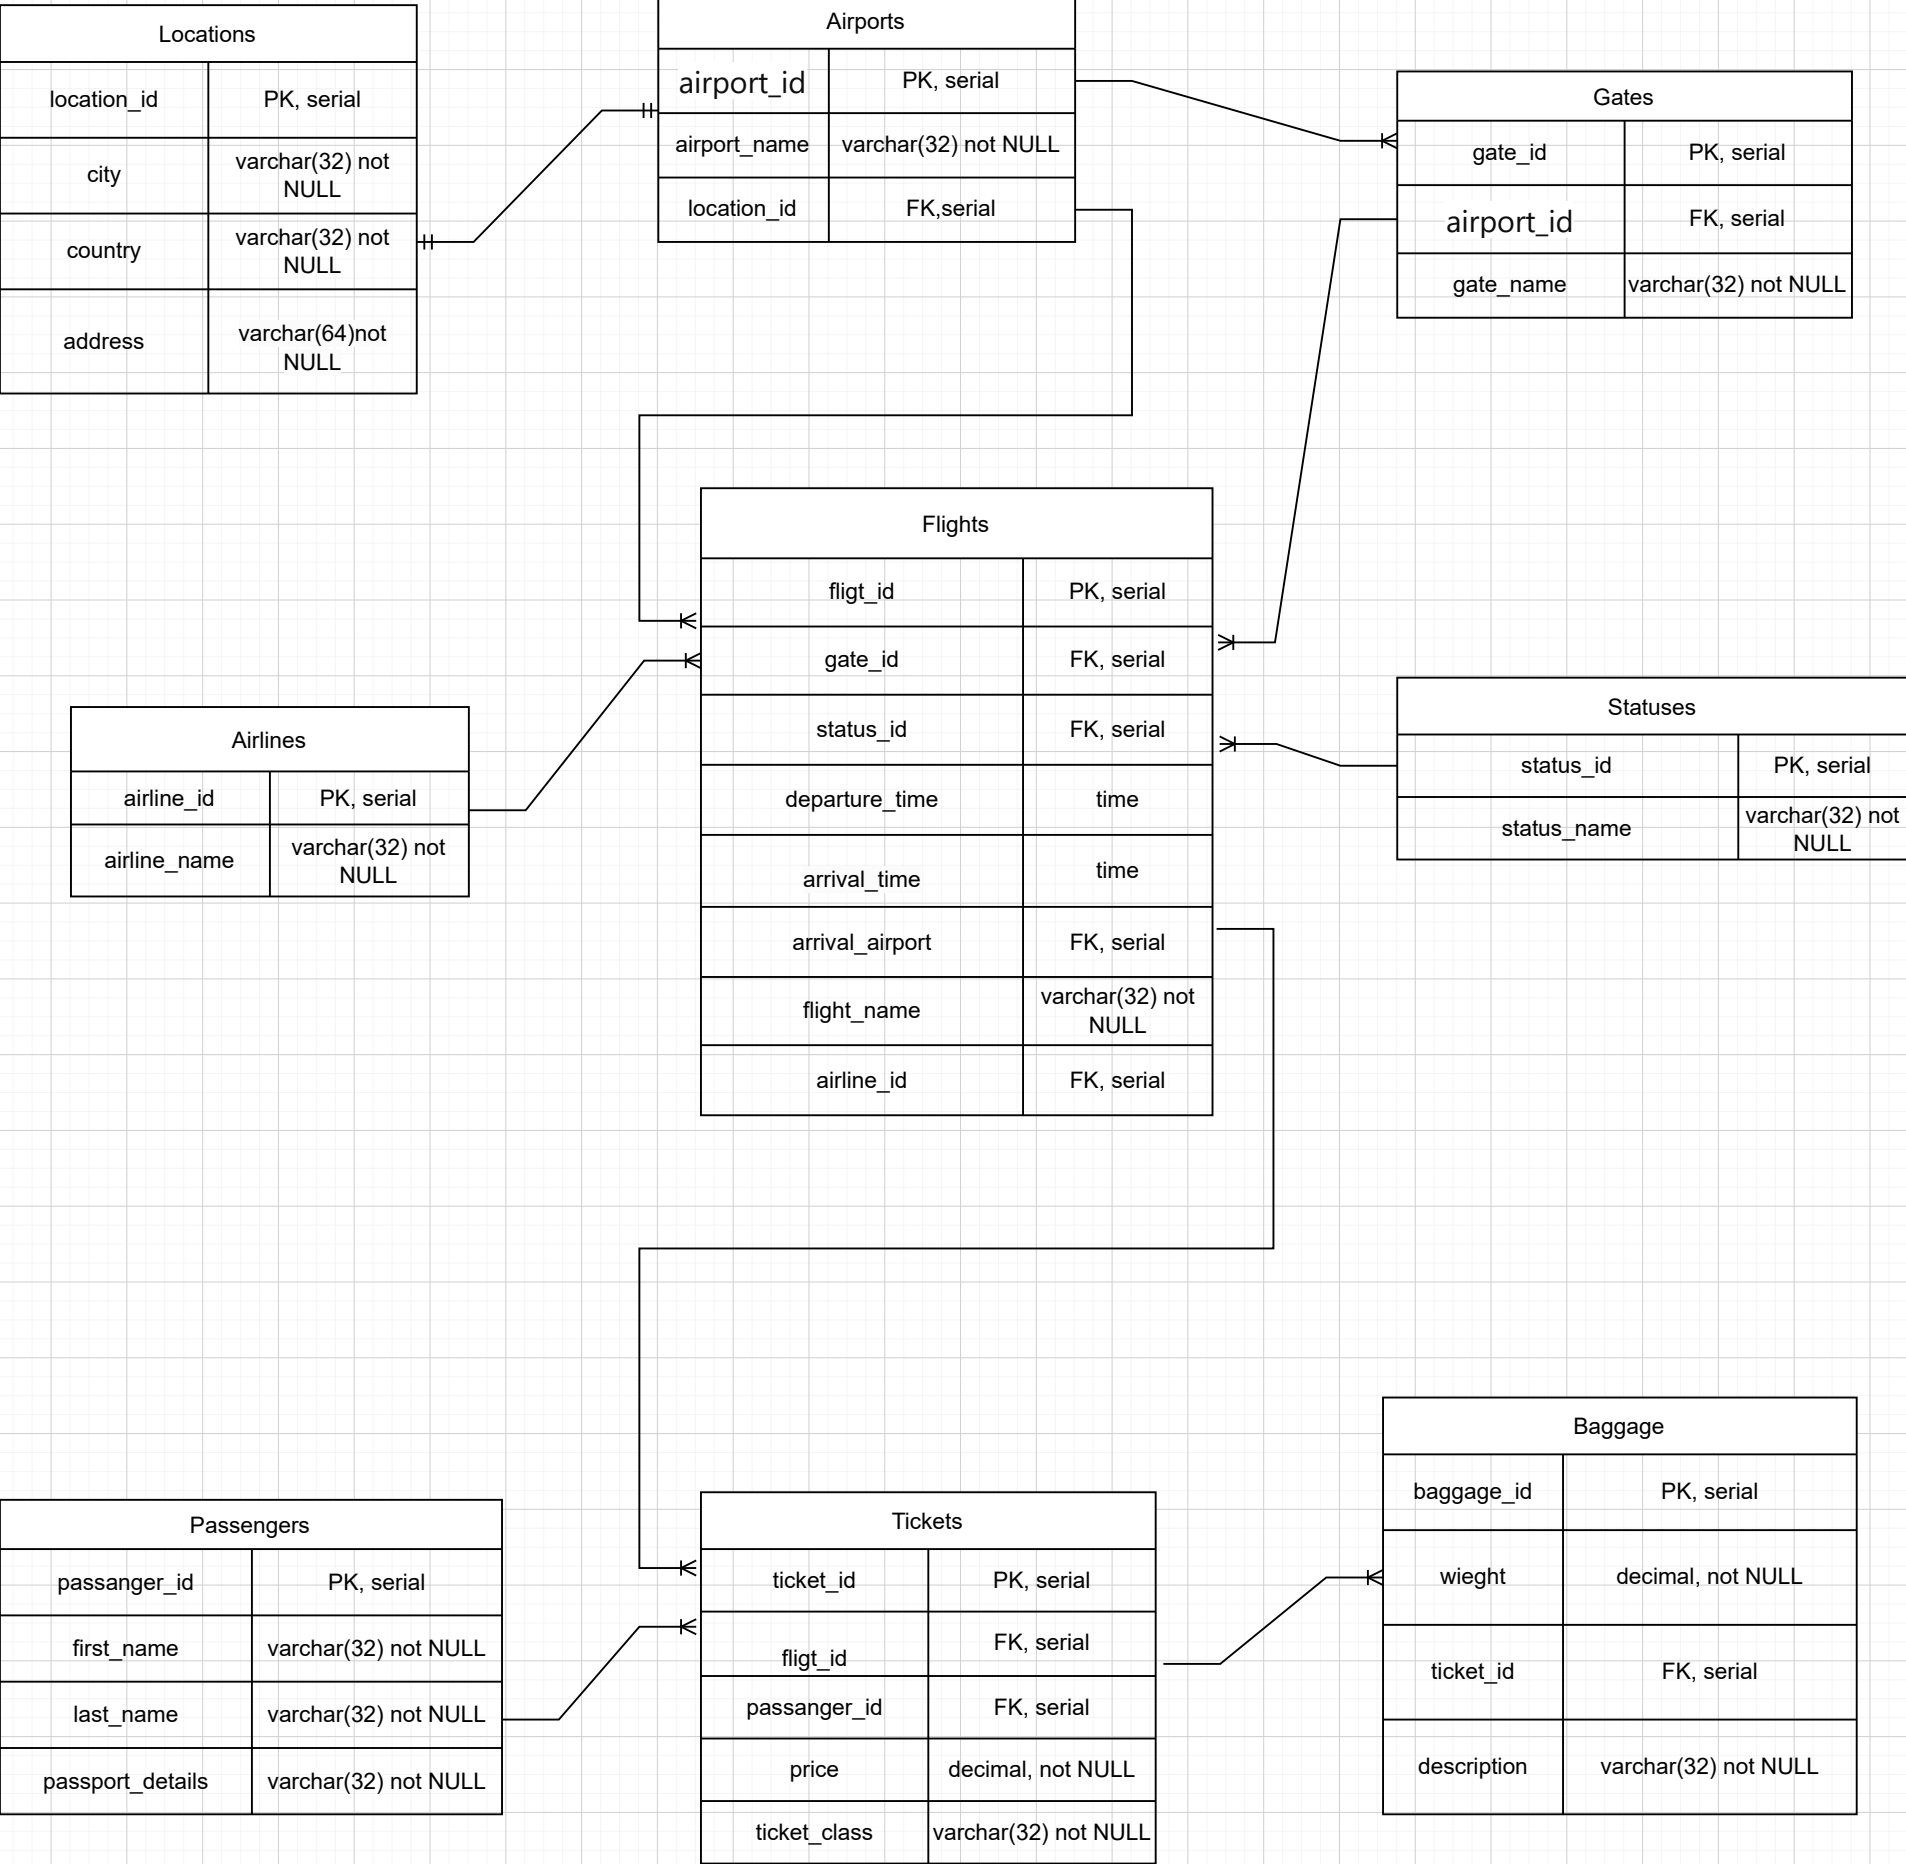 Locations
location_id PK, serial
city varchar(32) not
NULL
country varchar(32) not
NULL
address varchar(64)not
NULL
Airports
airport_id PK, serial
airport_name varchar(32) not NULL
location_id FK,serial
Gates
gate_id PK, serial
airport_id FK, serial
gate_name varchar(32) not NULL
Flights
fligt_id PK, serial
gate_id FK, serial
status_id FK, serial
departure_time time
arrival_time time
arrival_airport FK, serial
flight_name varchar(32) not
NULL
airline_id FK, serial
Airlines
airline_id PK, serial
airline_name varchar(32) not
NULL
Statuses
status_id PK, serial
status_name varchar(32) not
NULL
Passengers
passanger_id PK, serial
first_name varchar(32) not NULL
last_name varchar(32) not NULL
passport_details varchar(32) not NULL
Tickets
ticket_id PK, serial
fligt_id FK, serial
passanger_id FK, serial
price decimal, not NULL
ticket_class varchar(32) not NULL
Baggage
baggage_id PK, serial
wieght decimal, not NULL
ticket_id FK, serial
description varchar(32) not NULL